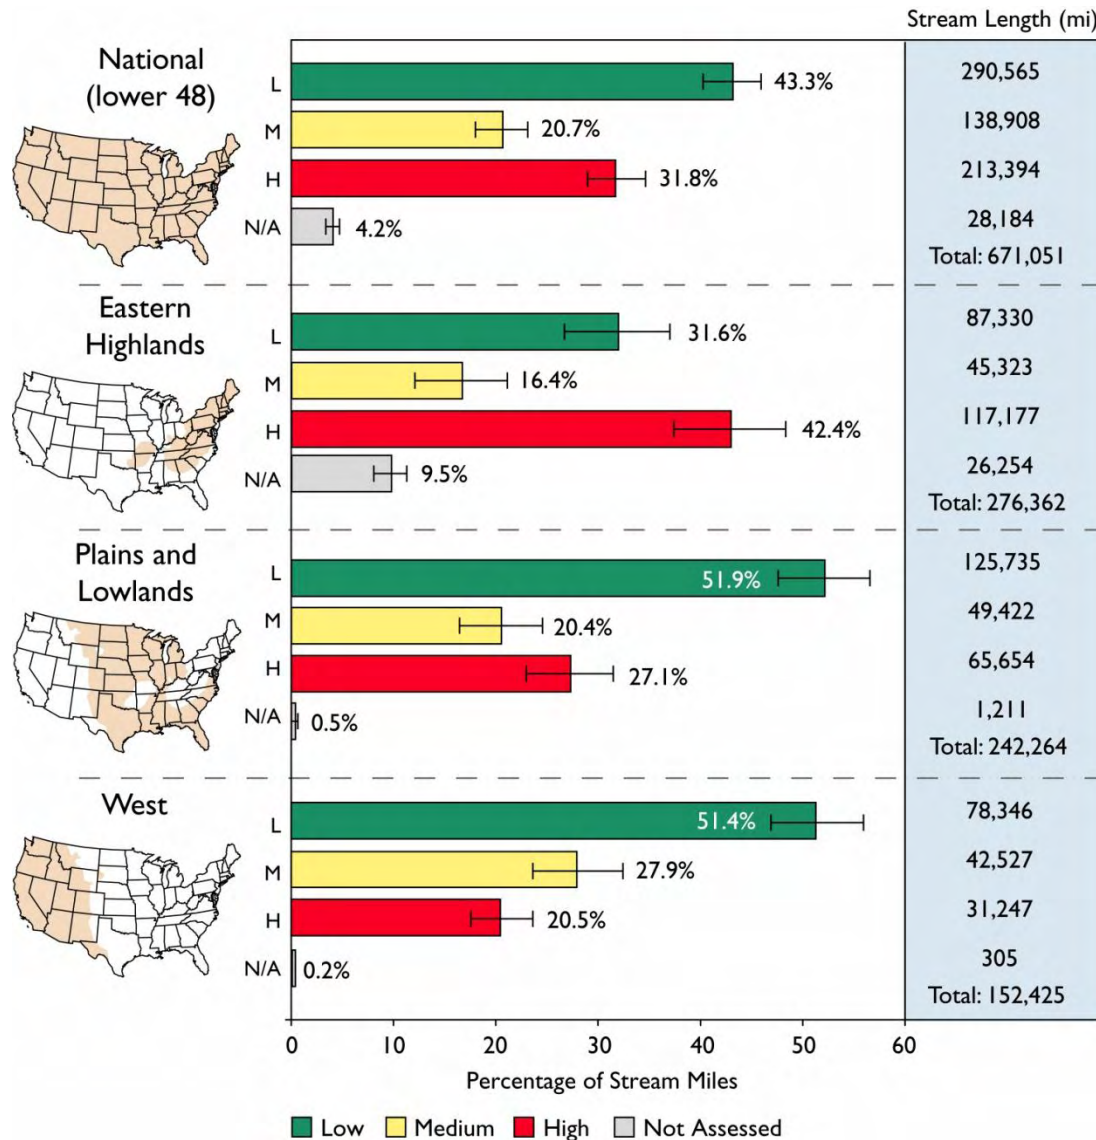 Stream Length (mi)
National
(lower 48)
L
43.3%
290,565
M
20.7%
138,908
H
31.8%
213,394
N/A
4.2%
28,184
Total: 671,051
Eastern
Highlands
L
31.6%
87,330
M
16.4%
45,323
H
42.4%
117,177
N/A
9.5%
26,254
Total: 276,362
Plains and
Lowlands
L
51.9%
125,735
M
20.4%
49,422
H
27.1%
65,654
N/A
0.5%
1,211
Total: 242,264
West
L
51.4%
78,346
M
27.9%
42,527
H
20.5%
31,247
N/A
0.2%
305
Total: 152,425
0 10 20 30 40 50 60
Percentage of Stream Miles
Low Medium High Not Assessed